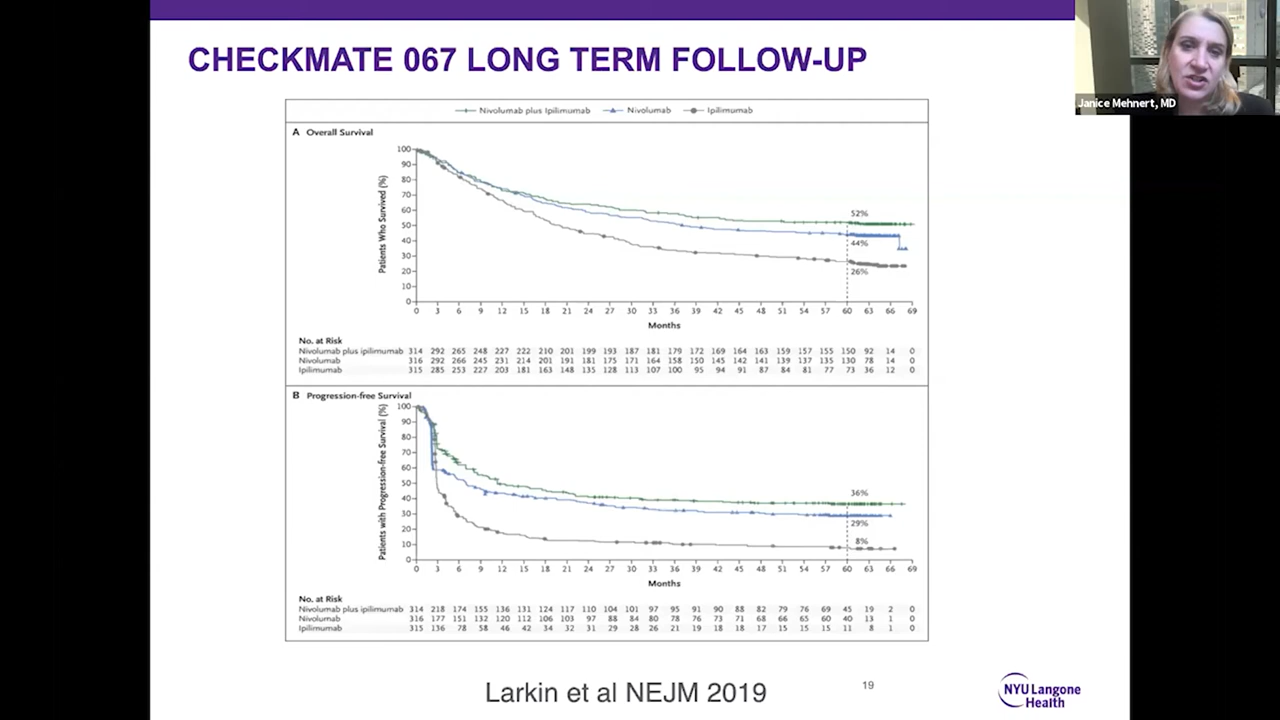 CHECKMATE 067 LONG TERM FOLLOW-UP
Janice Mehnert, MD
Nivolumab plus Ipilimumab Nivolumab Ipilimumab
A Overall Survival
Patients Who Survived (%)
100
90
80
70
60
50
40
30
20
10
0
52%
44%
26%
0 3 6 9 12 15 18 21 24 27 30 33 36 39 42 45 48 51 54 57 60 63 66 69
Months
No. at Risk
Nivolumab plus ipilimumab 314 292 265 248 227 222 210 201 199 193 187 181 179 172 169 164 163 159 157 155 150 92 14 0
Nivolumab 316 292 266 245 231 214 201 191 181 175 171 164 158 150 145 142 141 139 137 135 130 78 14 0
Ipilimumab 315 285 253 227 203 181 163 148 135 128 113 107 100 95 94 91 87 84 81 77 73 36 12 0
B Progression-free Survival
Patients with Progression-free Survival (%)
100
90
80
70
60
50
40
30
20
10
0
36%
29%
8%
0 3 6 9 12 15 18 21 24 27 30 33 36 39 42 45 48 51 54 57 60 63 66 69
Months
No. at Risk
Nivolumab plus ipilimumab 314 218 174 155 136 131 124 117 110 104 101 97 95 91 90 88 82 79 76 69 45 19 2 0
Nivolumab 316 177 151 132 120 112 106 103 97 88 84 80 78 76 73 71 68 66 65 60 40 13 1 0
Ipilimumab 315 136 78 58 46 42 34 32 31 29 28 26 21 19 18 18 17 15 15 15 11 8 1 0
Larkin et al NEJM 2019
19
NYU Langone
Health